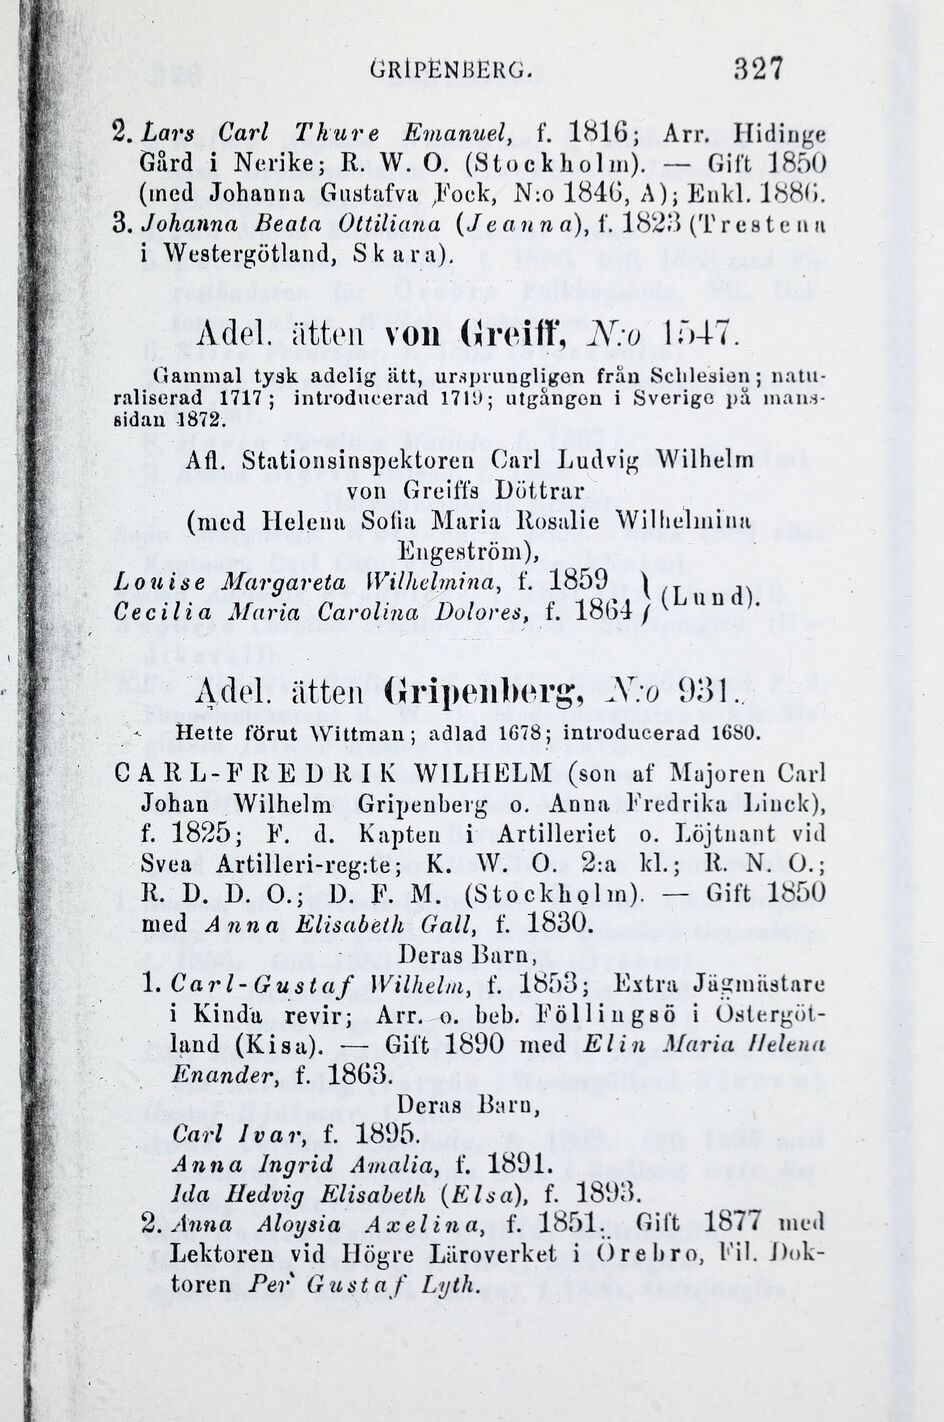 GRIPENBERG. 327
2. Lars Carl Thure Emanuel, f. 1816; Arr. Hidinge
Gård i Nerike; R. W. O. (Stockholm). — Gift 1850
(med Johanna Gustafva Fock, N:o 1846, A); Enkl. 1886.
3. Johanna Beata Ottiliana (Jeanna), f. 1823 (Trestena
i Westergötland, Skara).
Adel. ätten von Greiff, N:o 1547.
Gammal tysk adelig ätt, ursprungligen från Schlesien; natu-
raliserad 1717; introducerad 1719; utgången i Sverige på mans-
sidan 1872.
Afl. Stationsinspektoren Carl Ludvig Wilhelm
von Greiffs Döttrar
(med Helena Sofia Maria Rosalie Wilhelmina
Engeström),
Louise Margareta Wilhelmina, f. 1859
Cecilia Maria Carolina Dolores, f. 1864 } (Lund).
Adel. ätten Gripenberg, N:o 931.
Hette förut Wittman; adlad 1678; introducerad 1680.
CARL-FREDRIK WILHELM (son af Majoren Carl
Johan Wilhelm Gripenberg o. Anna Fredrika Linck),
f. 1825; F. d. Kapten i Artilleriet o. Löjtnant vid
Svea Artilleri-reg:te; K. W. O. 2:a kl.; R. N. O.;
R. D. D. O.; D. F. M. (Stockholm). — Gift 1850
med Anna Elisabeth Gall, f. 1830.
Deras Barn,
1. Carl-Gustaf Wilhelm, f. 1853; Extra Jägmästare
i Kinda revir; Arr. o. beb. Föllingsö i Östergöt-
land (Kisa). — Gift 1890 med Elin Maria Helena
Enander, f. 1863.
Deras Barn,
Carl Ivar, f. 1895.
Anna Ingrid Amalia, f. 1891.
Ida Hedvig Elisabeth (Elsa), f. 1893.
2. Anna Aloysia Axelina, f. 1851. Gift 1877 med
Lektoren vid Högre Läroverket i Örebro, Fil. Dok-
toren Per Gustaf Lyth.